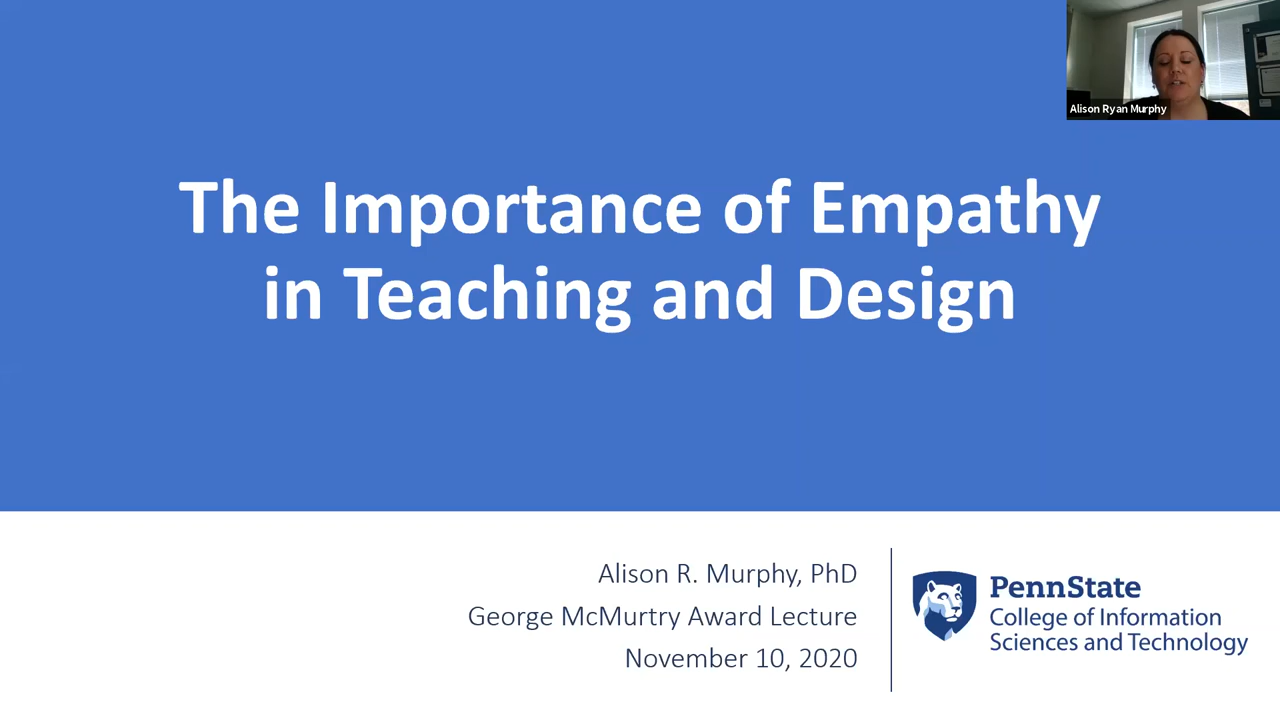 Alison Ryan Murphy
The Importance of Empathy
in Teaching and Design
Alison R. Murphy, PhD
George McMurtry Award Lecture
November 10, 2020
PennState
College of Information
Sciences and Technology